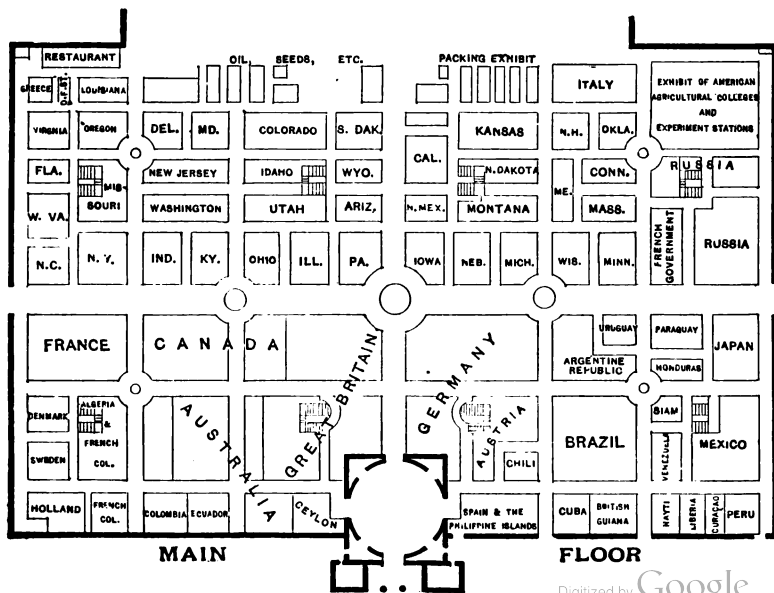 RESTAURANT
OIL, SEEDS, ETC.
PACKING EXHIBIT
GREECE
LOUISIANA
ITALY
EXHIBIT OF AMERICAN
AGRICULTURAL COLLEGES
AND
EXPERIMENT STATIONS
VIRGINIA
OREGON
DEL.
MD.
COLORADO
S. DAK.
KANSAS
N.H.
OKLA.
CAL.
FLA.
MIS-
SOURI
NEW JERSEY
IDAHO
WYO.
N.DAKOTA
ME.
CONN.
RUSSIA
W. VA.
WASHINGTON
UTAH
ARIZ.
N.MEX.
MONTANA
MASS.
FRENCH
GOVERNMENT
RUSSIA
N.C.
N.Y.
IND.
KY.
OHIO
ILL.
PA.
IOWA
NEB.
MICH.
WIS.
MINN.
FRANCE
CANADA
GREAT BRITAIN
GERMANY
URUGUAY
PARAGUAY
JAPAN
ARGENTINE
REPUBLIC
HONDURAS
DENMARK
ALGERIA
&
FRENCH
COL.
AUSTRALIA
AUSTRIA
BRAZIL
SIAM
MEXICO
SWEDEN
CHILI
VENEZUELA
HOLLAND
FRENCH
COL.
COLOMBIA
ECUADOR
CEYLON
SPAIN & THE
PHILIPPINE ISLANDS
CUBA
BRITISH
GUIANA
HAYTI
LIBERIA
CURACAO
PERU
MAIN FLOOR
Digitized by Google